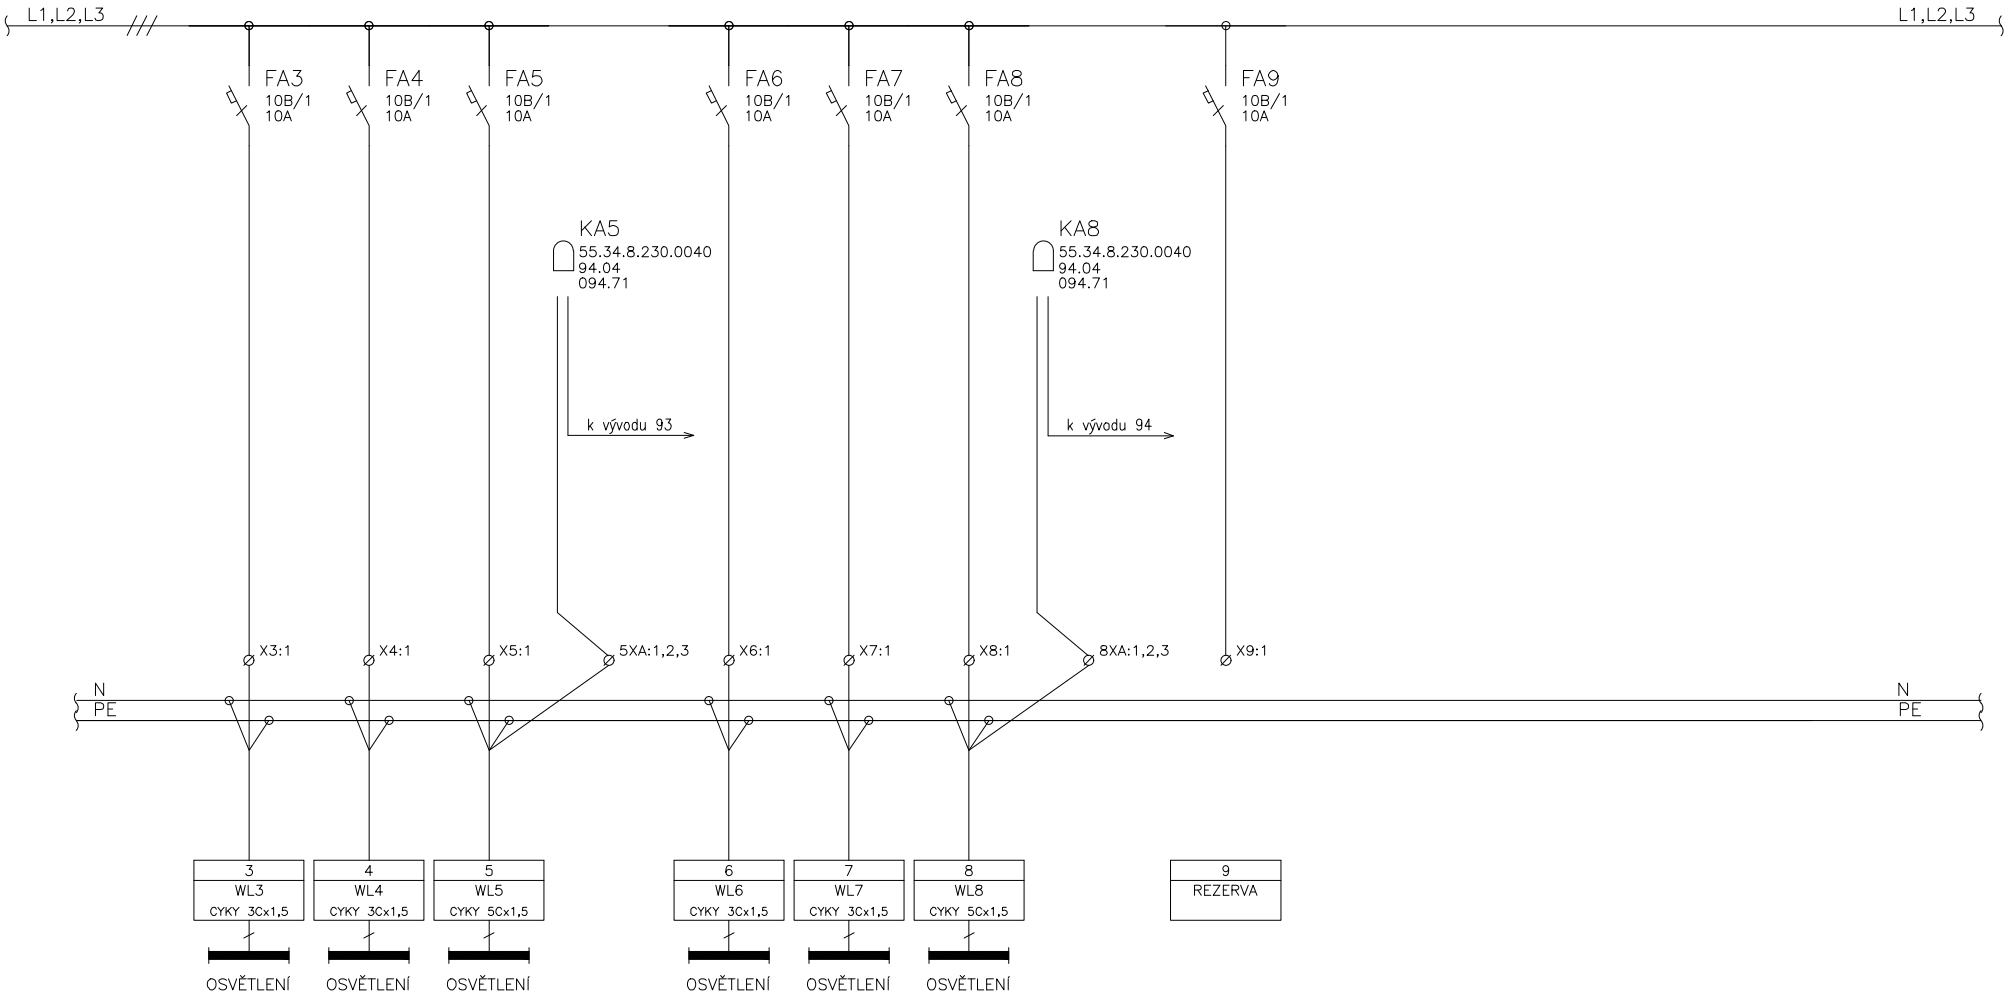 L1,L2,L3
L1,L2,L3
FA3
10B/1
10A
FA4
10B/1
10A
FA5
10B/1
10A
FA6
10B/1
10A
FA7
10B/1
10A
FA8
10B/1
10A
FA9
10B/1
10A
KA5
55.34.8.230.0040
94.04
094.71
KA8
55.34.8.230.0040
94.04
094.71
k vývodu 93
k vývodu 94
X3:1
X4:1
X5:1
5XA:1,2,3
X6:1
X7:1
X8:1
8XA:1,2,3
X9:1
N
PE
N
PE
3
WL3
CYKY 3Cx1,5
4
WL4
CYKY 3Cx1,5
5
WL5
CYKY 5Cx1,5
6
WL6
CYKY 3Cx1,5
7
WL7
CYKY 3Cx1,5
8
WL8
CYKY 5Cx1,5
9
REZERVA
OSVĚTLENÍ
OSVĚTLENÍ
OSVĚTLENÍ
OSVĚTLENÍ
OSVĚTLENÍ
OSVĚTLENÍ